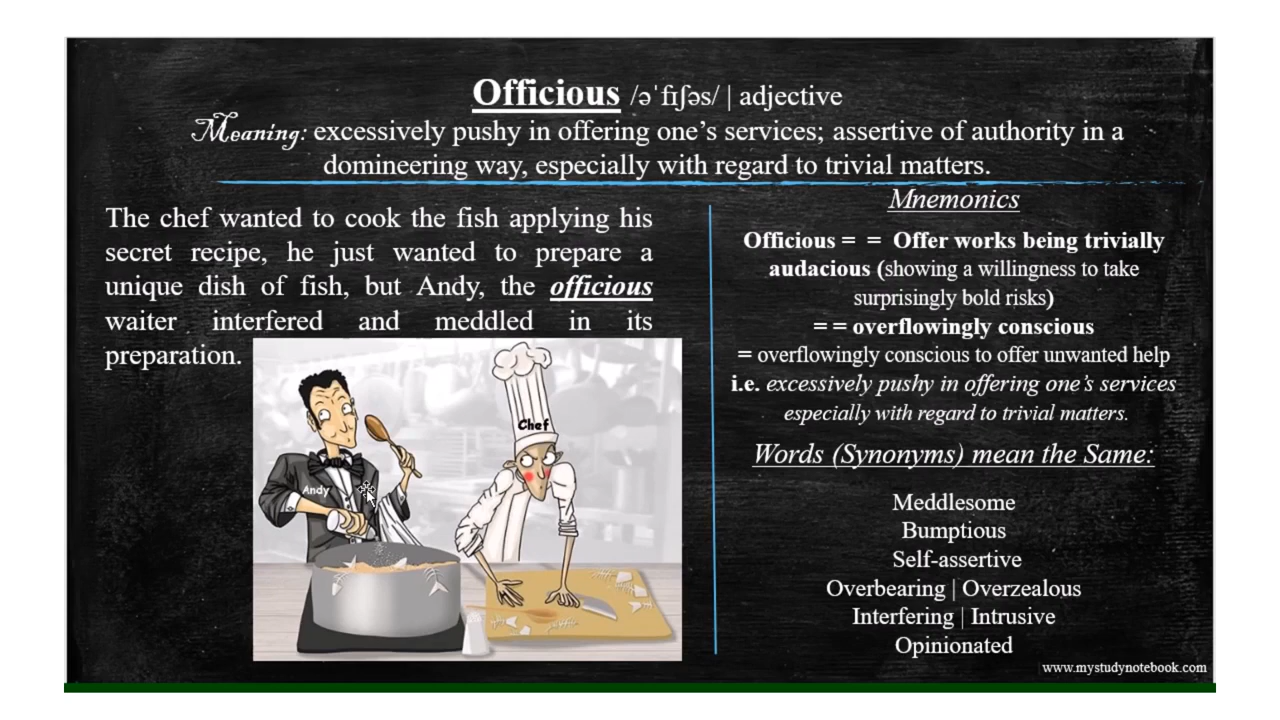 Officious /əˈfɪʃəs/ | adjective
Meaning: excessively pushy in offering one’s services; assertive of authority in a
domineering way, especially with regard to trivial matters.
The chef wanted to cook the fish applying his
secret recipe, he just wanted to prepare a
unique dish of fish, but Andy, the officious
waiter interfered and meddled in its
preparation.
Chef
Andy
Mnemonics
Officious = = Offer works being trivially
audacious (showing a willingness to take
surprisingly bold risks)
= = overflowingly conscious
= overflowingly conscious to offer unwanted help
i.e. excessively pushy in offering one’s services
especially with regard to trivial matters.
Words (Synonyms) mean the Same:
Meddlesome
Bumptious
Self-assertive
Overbearing | Overzealous
Interfering | Intrusive
Opinionated
www.mystudynotebook.com